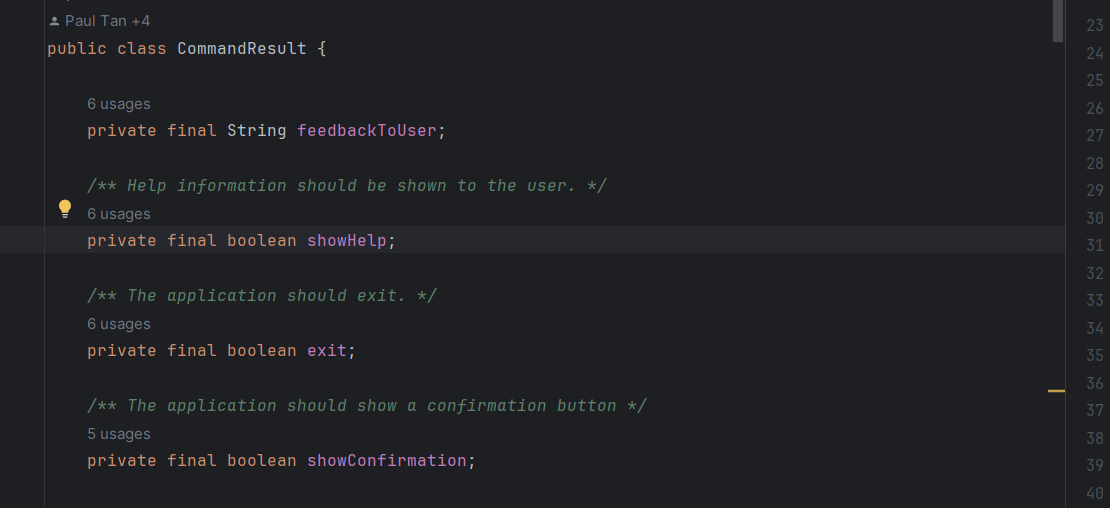 Paul Tan +4
public class CommandResult {
6 usages
private final String feedbackToUser;
/** Help information should be shown to the user. */
6 usages
private final boolean showHelp;
/** The application should exit. */
6 usages
private final boolean exit;
/** The application should show a confirmation button */
5 usages
private final boolean showConfirmation;
23
24
25
26
27
28
29
30
31
32
33
34
35
36
37
38
39
40